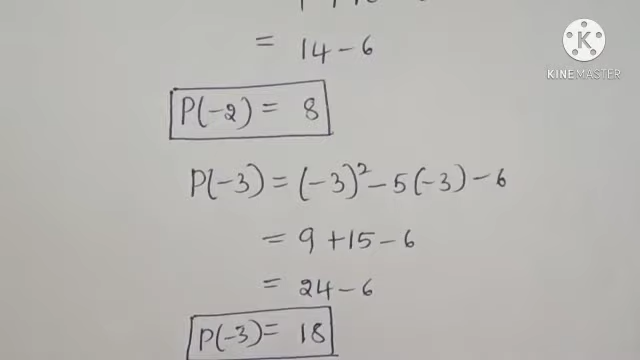 = 14 - 6
P(-2) = 8
P(-3) = (-3)² - 5(-3) - 6
= 9 + 15 - 6
= 24 - 6
P(-3) = 18
KINEMASTER